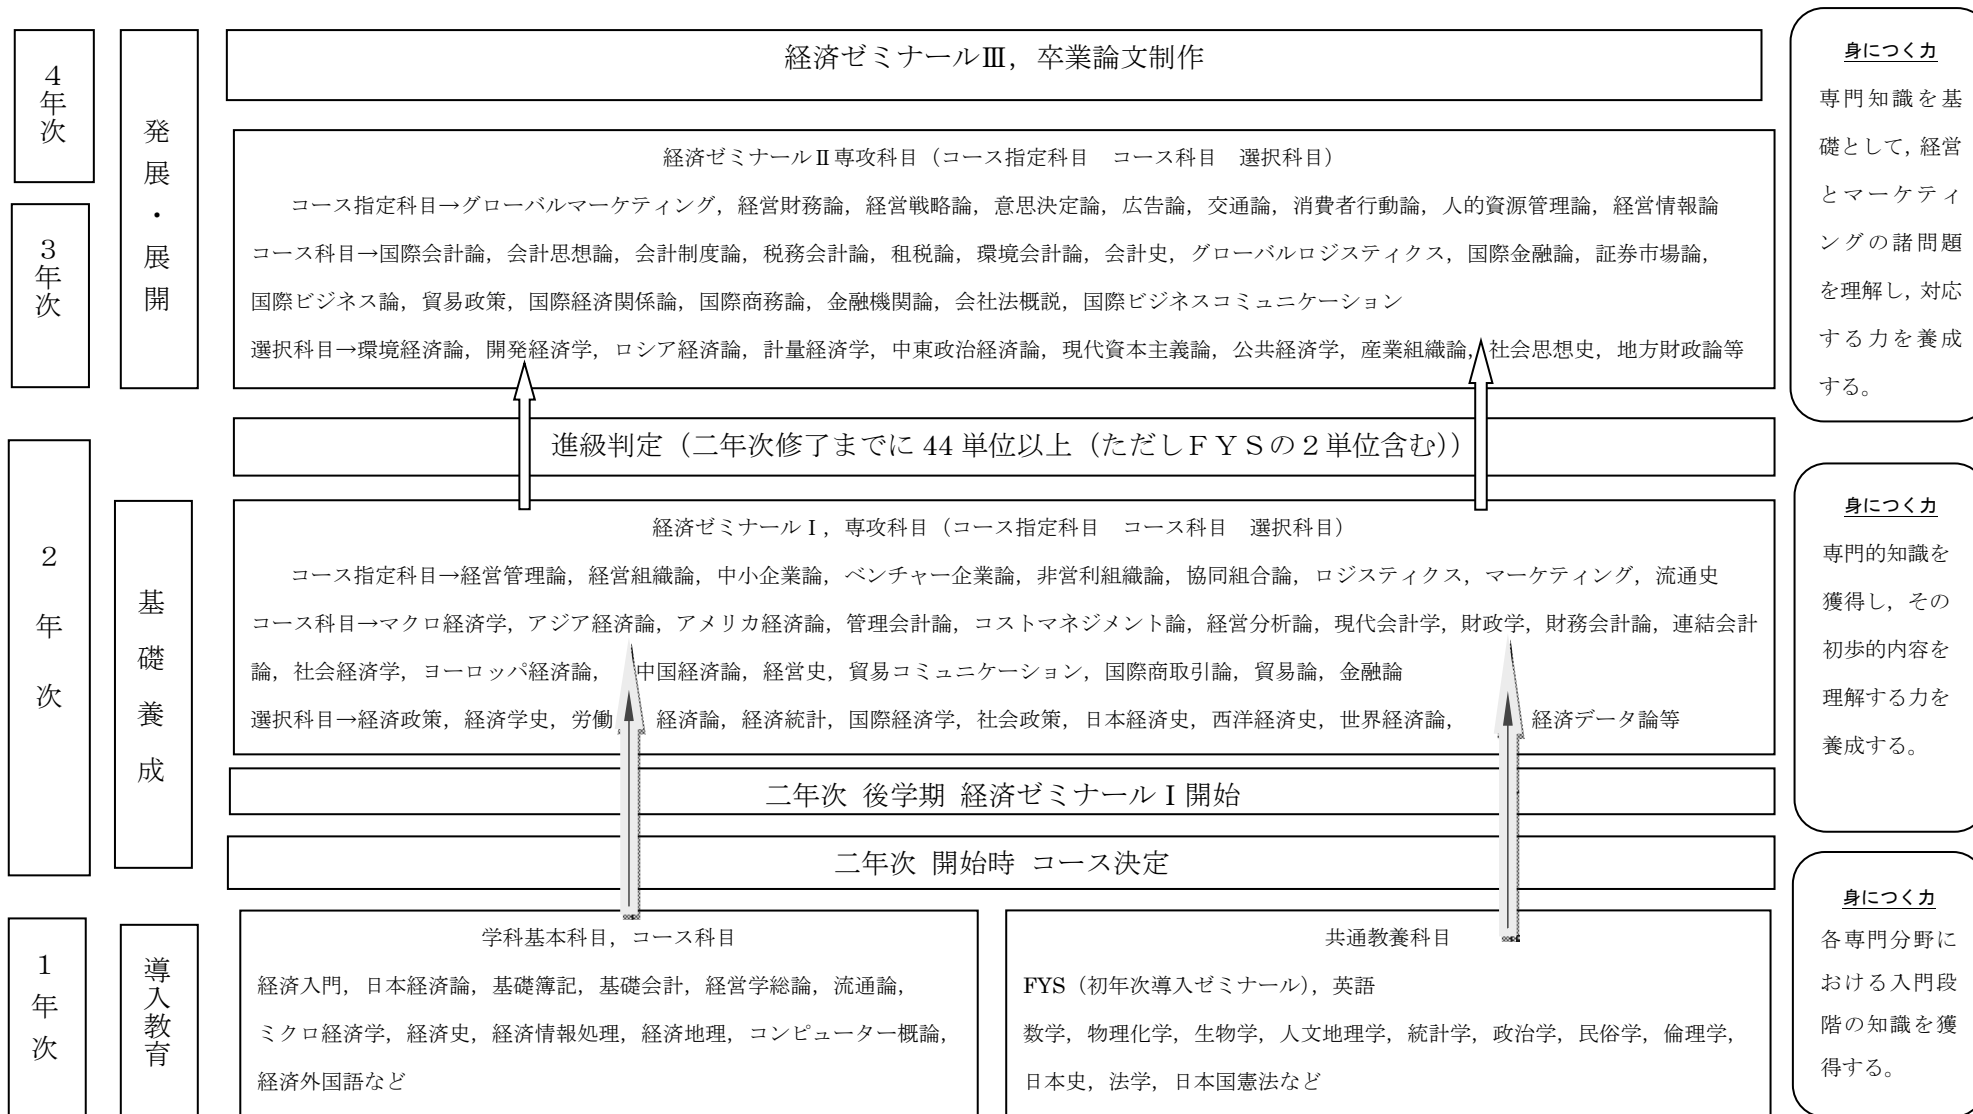 4年次
発展・展開
経済ゼミナールⅢ，卒業論文制作
3年次
経済ゼミナールⅡ専攻科目（コース指定科目　コース科目　選択科目）
コース指定科目→グローバルマーケティング，経営財務論，経営戦略論，意思決定論，広告論，交通論，消費者行動論，人的資源管理論，経営情報論
コース科目→国際会計論，会計思想論，会計制度論，税務会計論，租税論，環境会計論，会計史，グローバルロジスティクス，国際金融論，証券市場論，
国際ビジネス論，貿易政策，国際経済関係論，国際商務論，金融機関論，会社法概説，国際ビジネスコミュニケーション
選択科目→環境経済論，開発経済学，ロシア経済論，計量経済学，中東政治経済論，現代資本主義論，公共経済学，産業組織論，社会思想史，地方財政論等
身につく力
専門知識を基
礎として，経営
とマーケティ
ングの諸問題
を理解し，対応
する力を養成
する。
進級判定（二年次修了までに 44 単位以上（ただしＦＹＳの２単位含む））
2年次
基礎養成
経済ゼミナールⅠ，専攻科目（コース指定科目　コース科目　選択科目）
コース指定科目→経営管理論，経営組織論，中小企業論，ベンチャー企業論，非営利組織論，協同組合論，ロジスティクス，マーケティング，流通史
コース科目→マクロ経済学，アジア経済論，アメリカ経済論，管理会計論，コストマネジメント論，経営分析論，現代会計学，財政学，財務会計論，連結会計
論，社会経済学，ヨーロッパ経済論，中国経済論，経営史，貿易コミュニケーション，国際商取引論，貿易論，金融論
選択科目→経済政策，経済学史，労働経済論，経済統計，国際経済学，社会政策，日本経済史，西洋経済史，世界経済論，経済データ論等
身につく力
専門的知識を
獲得し，その
初歩的内容を
理解する力を
養成する。
二年次 後学期 経済ゼミナールⅠ開始
二年次 開始時 コース決定
1年次
導入教育
学科基本科目，コース科目
経済入門，日本経済論，基礎簿記，基礎会計，経営学総論，流通論，
ミクロ経済学，経済史，経済情報処理，経済地理，コンピューター概論，
経済外国語など
共通教養科目
FYS（初年次導入ゼミナール），英語
数学，物理化学，生物学，人文地理学，統計学，政治学，民俗学，倫理学，
日本史，法学，日本国憲法など
身につく力
各専門分野に
おける入門段
階の知識を獲
得する。